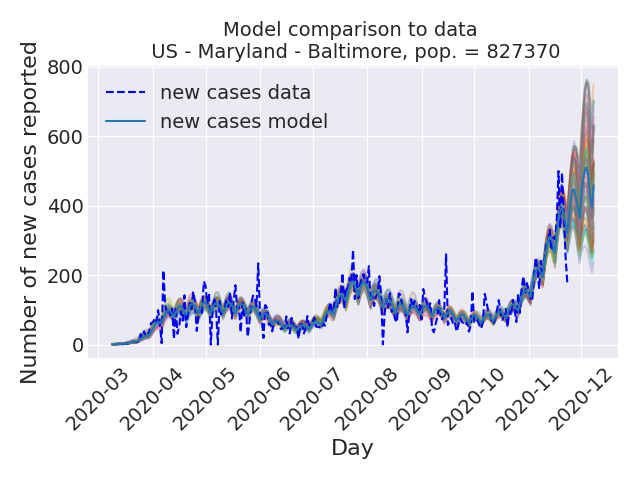 Model comparison to data
US - Maryland - Baltimore, pop. = 827370
800
600
400
200
0
Number of new cases reported
new cases data
new cases model
2020-03
2020-04
2020-05
2020-06
2020-07
2020-08
2020-09
2020-10
2020-11
2020-12
Day